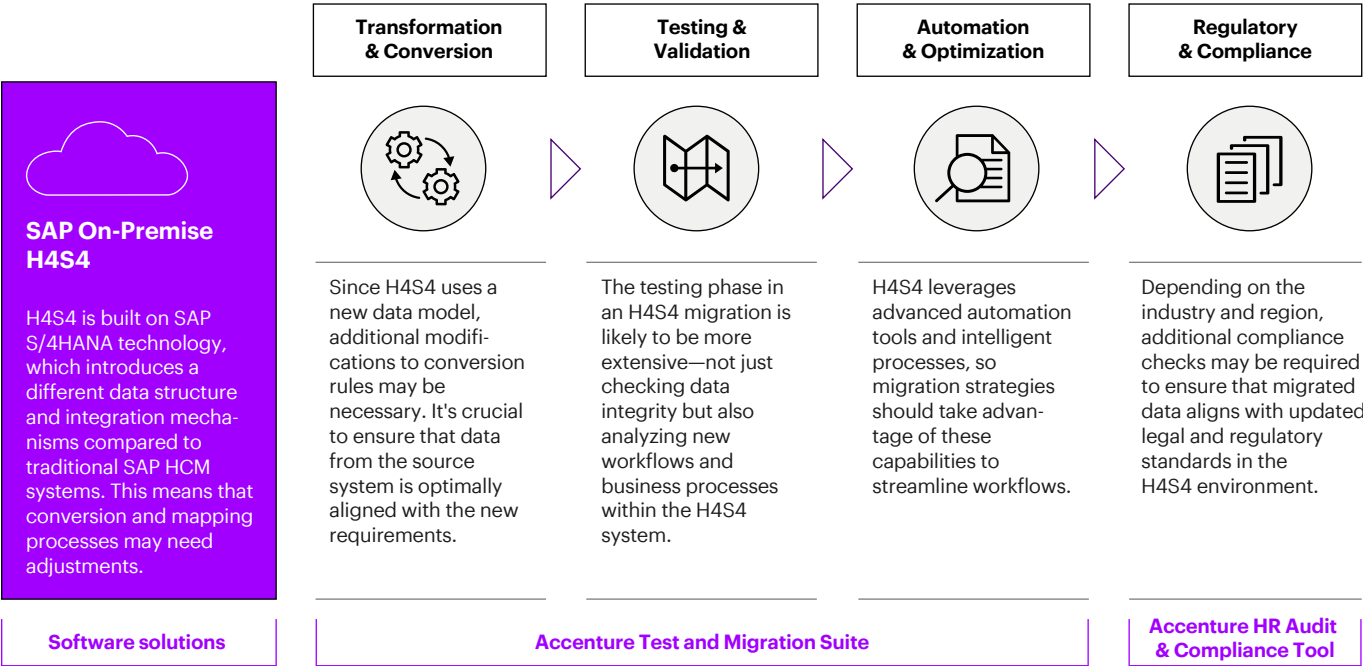 Transformation
& Conversion
Testing &
Validation
Automation
& Optimization
Regulatory
& Compliance
SAP On-Premise
H4S4
H4S4 is built on SAP
S/4HANA technology,
which introduces a
different data structure
and integration mecha-
nisms compared to
traditional SAP HCM
systems. This means that
conversion and mapping
processes may need
adjustments.
Since H4S4 uses a
new data model,
additional modifi-
cations to conversion
rules may be
necessary. It's crucial
to ensure that data
from the source
system is optimally
aligned with the new
requirements.
The testing phase in
an H4S4 migration is
likely to be more
extensive—not just
checking data
integrity but also
analyzing new
workflows and
business processes
within the H4S4
system.
H4S4 leverages
advanced automation
tools and intelligent
processes, so
migration strategies
should take advan-
tage of these
capabilities to
streamline workflows.
Depending on the
industry and region,
additional compliance
checks may be required
to ensure that migrated
data aligns with updated
legal and regulatory
standards in the
H4S4 environment.
Software solutions
Accenture Test and Migration Suite
Accenture HR Audit
& Compliance Tool